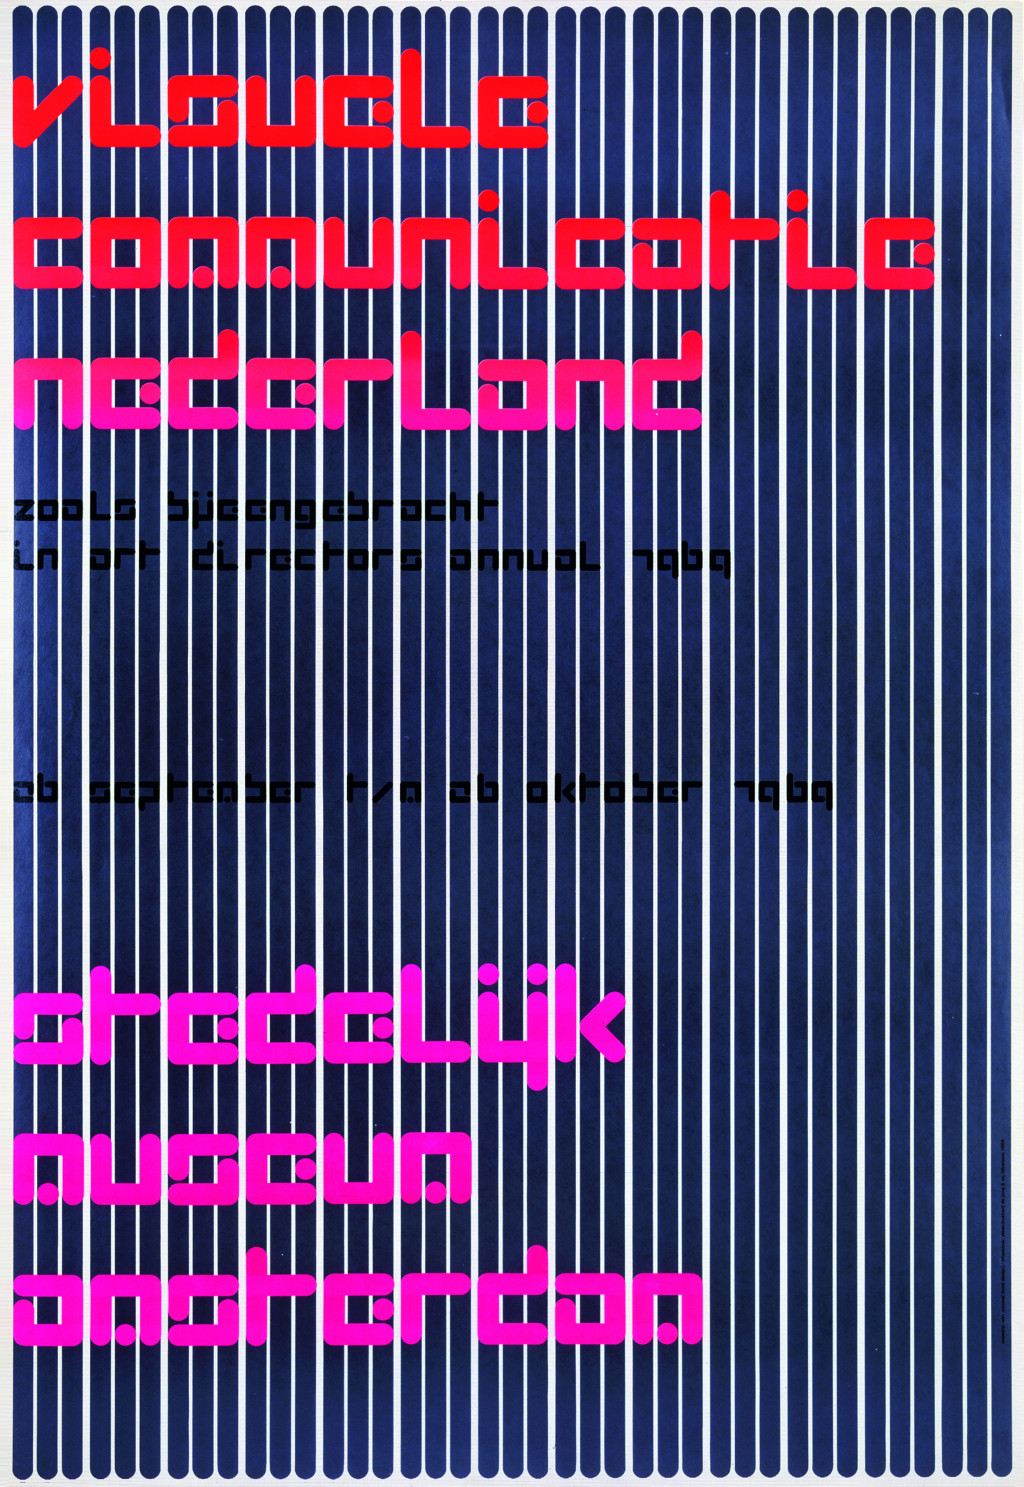 visuele
communicatie
nederland
zoals bijeengebracht
in art directors annual 1969
26 september t/m 26 oktober 1969
stedelijk
museum
amsterdam